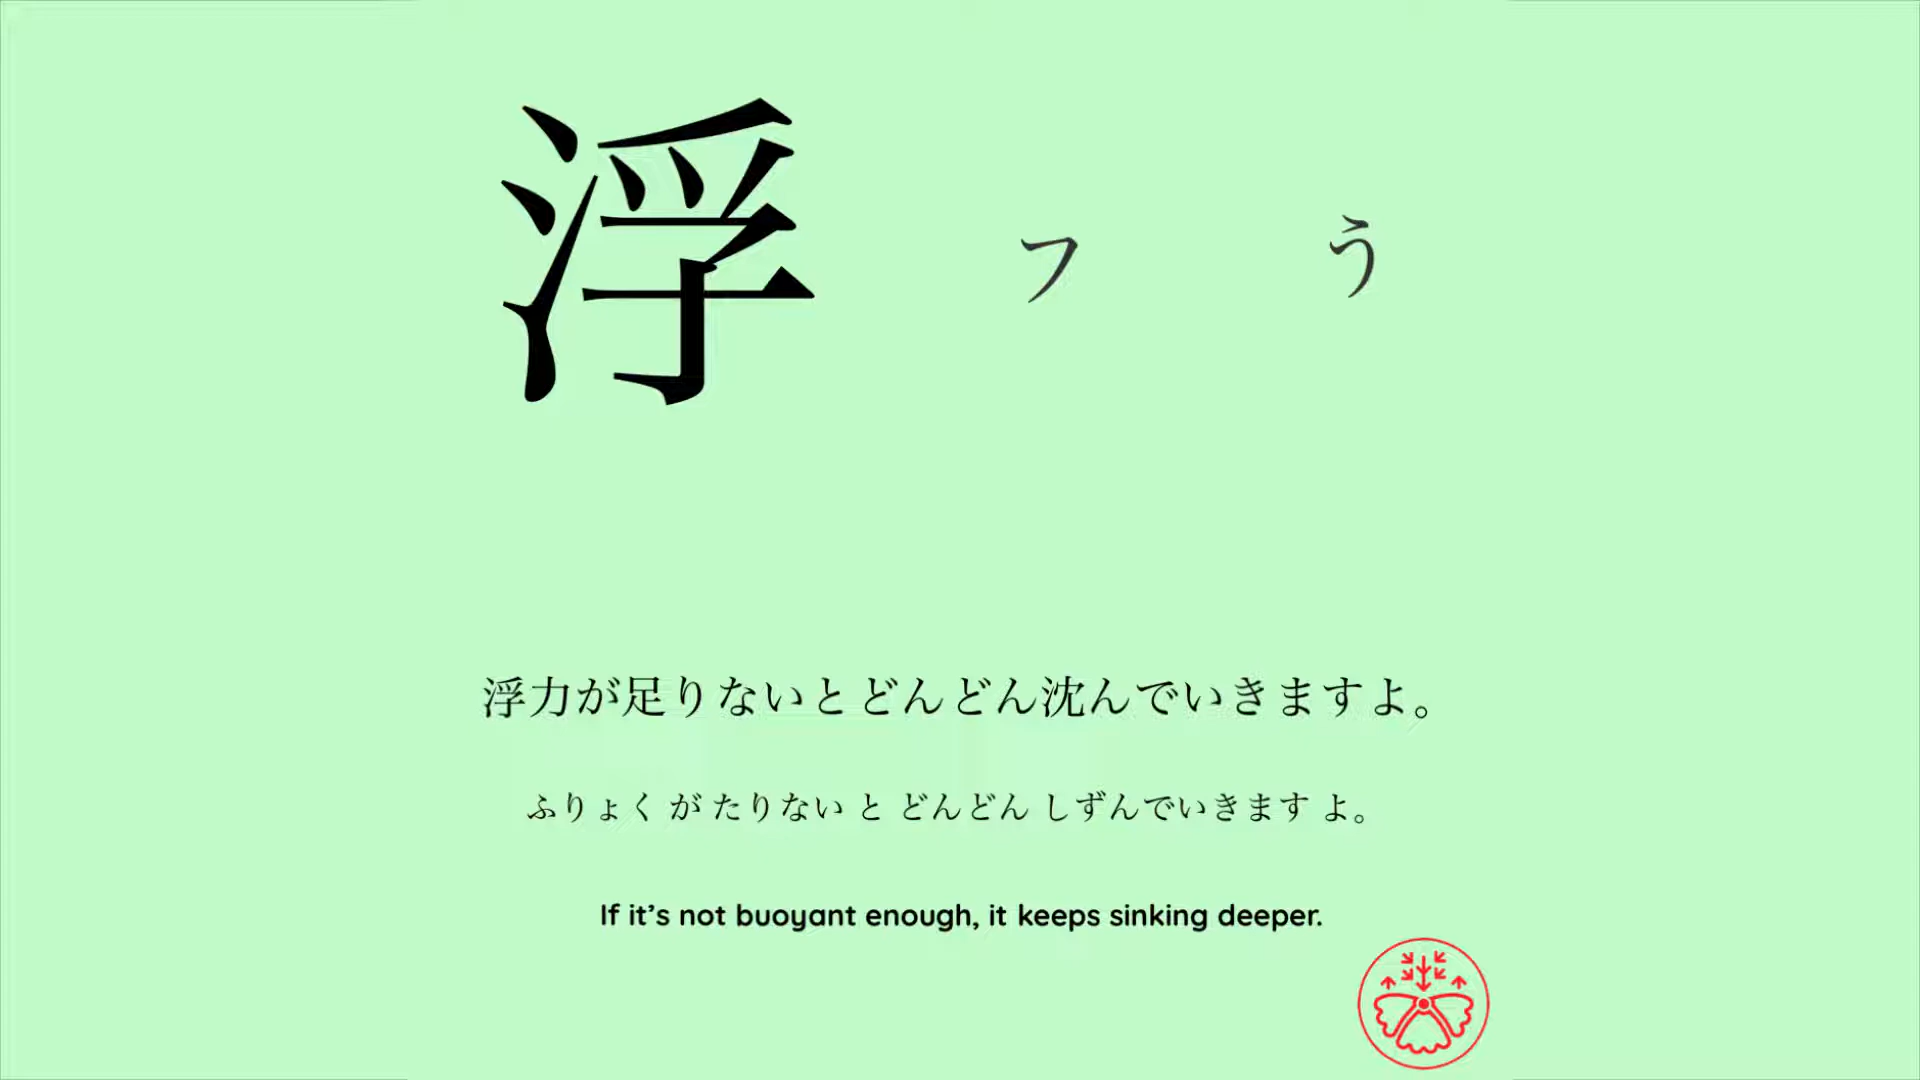 浮 フ う
浮力が足りないとどんどん沈んでいきますよ。
ふりょく が たりない と どんどん しずんでいきます よ。
If it's not buoyant enough, it keeps sinking deeper.